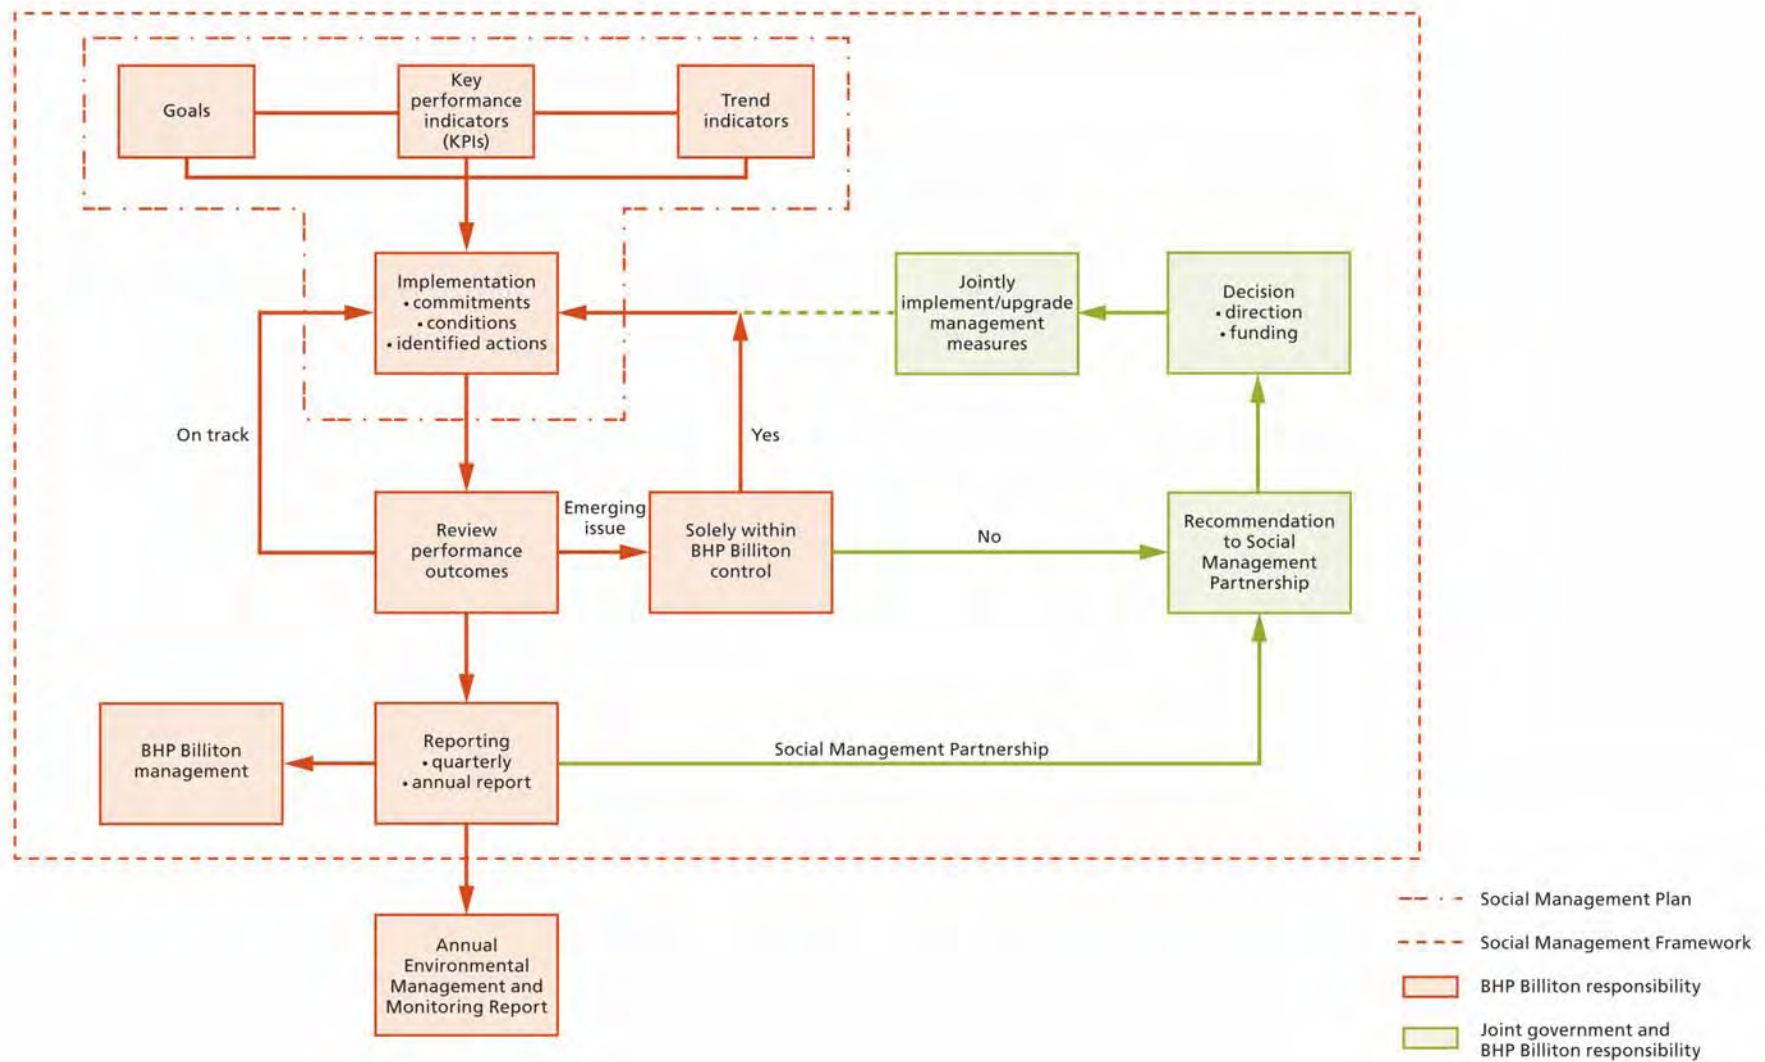 Goals
Key
performance
indicators
(KPIs)
Trend
indicators
Implementation
• commitments
• conditions
• identified actions
Jointly
implement/upgrade
management
measures
Decision
• direction
• funding
On track
Yes
Review
performance
outcomes
Emerging
issue
Solely within
BHP Billiton
control
No
Recommendation
to Social
Management
Partnership
BHP Billiton
management
Reporting
• quarterly
• annual report
Social Management Partnership
Annual
Environmental
Management and
Monitoring Report
Social Management Plan
Social Management Framework
BHP Billiton responsibility
Joint government and
BHP Billiton responsibility